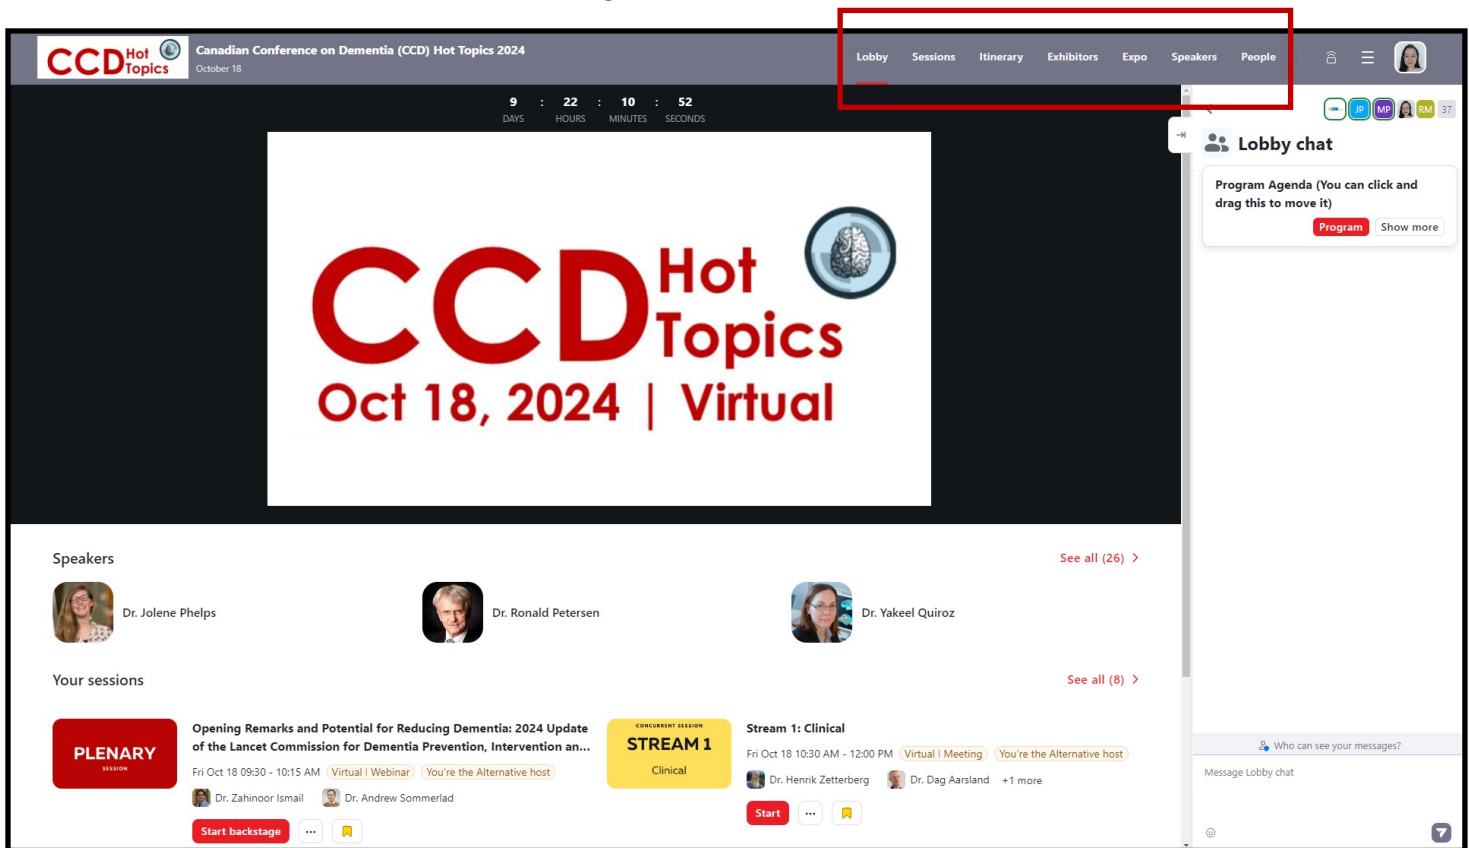 CCD Hot Topics
Canadian Conference on Dementia (CCD) Hot Topics 2024
October 18
Lobby Sessions Itinerary Exhibitors Expo Speakers People
9 : 22 : 10 : 52
DAYS HOURS MINUTES SECONDS
CCD Hot Topics
Oct 18, 2024 | Virtual
JP MP RM 37
Lobby chat
Program Agenda (You can click and
drag this to move it)
Program Show more
Speakers
See all (26) >
Dr. Jolene Phelps
Dr. Ronald Petersen
Dr. Yakeel Quiroz
Your sessions
See all (8) >
PLENARY
SESSION
Opening Remarks and Potential for Reducing Dementia: 2024 Update
of the Lancet Commission for Dementia Prevention, Intervention an...
Fri Oct 18 09:30 - 10:15 AM Virtual | Webinar You're the Alternative host
Dr. Zahinoor Ismail Dr. Andrew Sommerlad
Start backstage ...
CONCURRENT SESSION
STREAM 1
Clinical
Stream 1: Clinical
Fri Oct 18 10:30 AM - 12:00 PM Virtual | Meeting You're the Alternative host
Dr. Henrik Zetterberg Dr. Dag Aarsland +1 more
Start ...
Who can see your messages?
Message Lobby chat